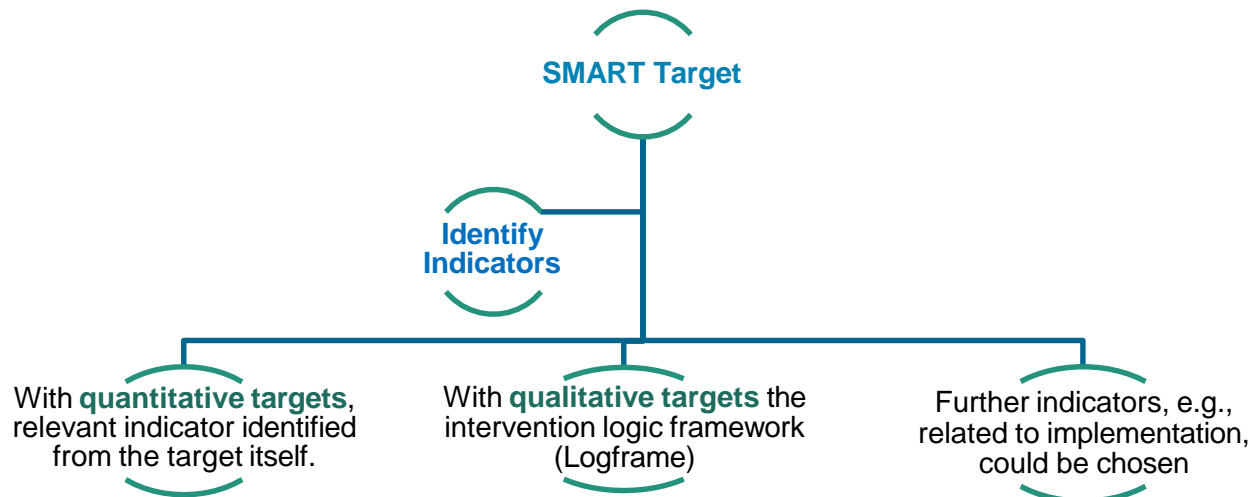 SMART Target
Identify
Indicators
With quantitative targets,
relevant indicator identified
from the target itself.
With qualitative targets the
intervention logic framework
(Logframe)
Further indicators, e.g.,
related to implementation,
could be chosen